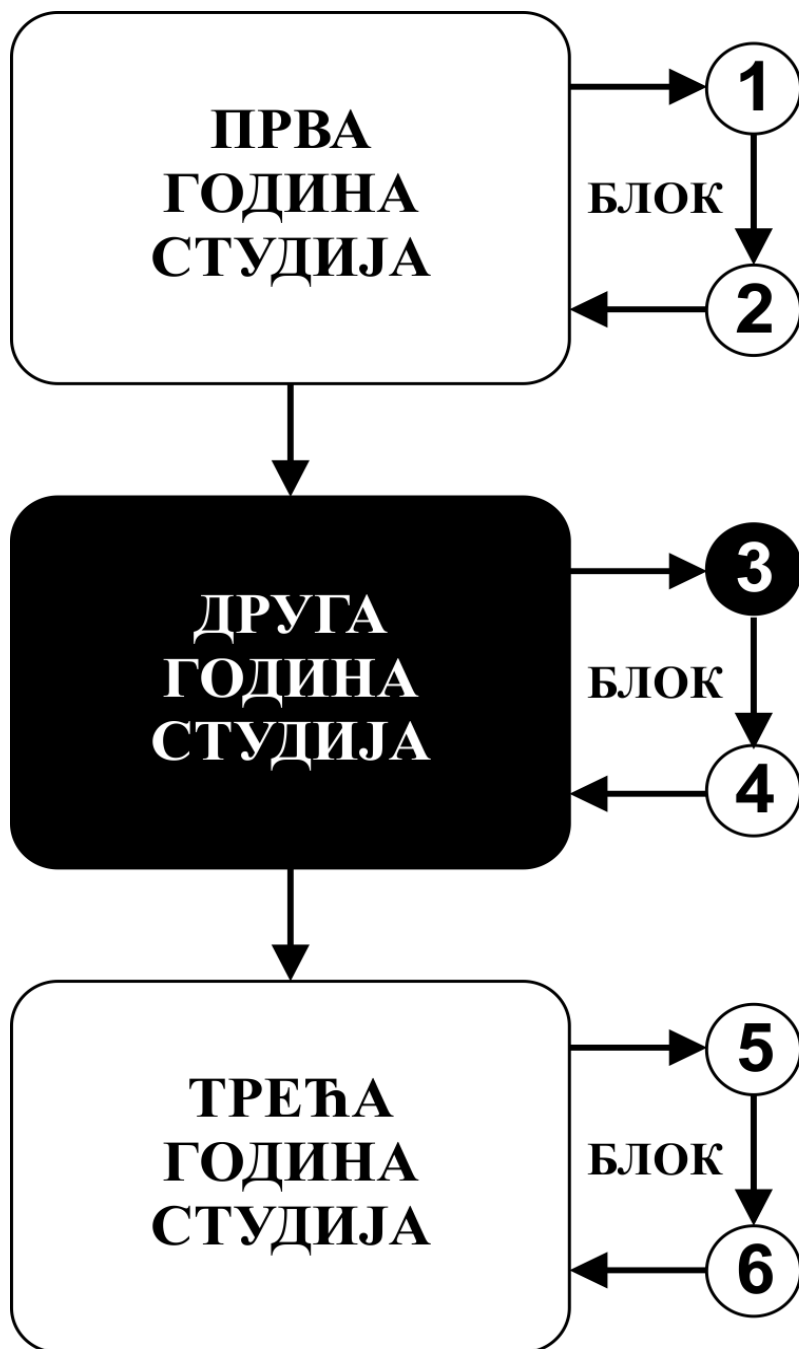 ПРВА
ГОДИНА
СТУДИЈА
1
БЛОК
2
ДРУГА
ГОДИНА
СТУДИЈА
3
БЛОК
4
ТРЕЋА
ГОДИНА
СТУДИЈА
5
БЛОК
6